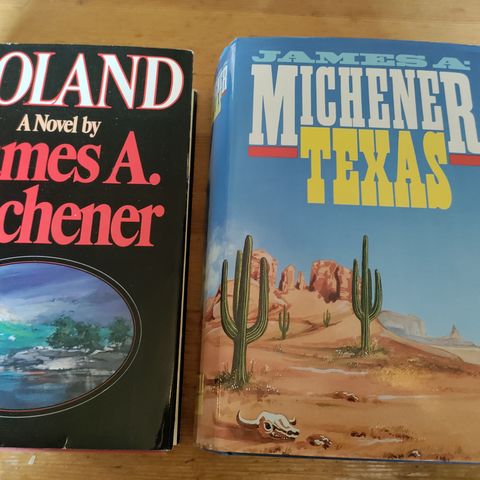 OLAND
A Novel by
ames A.
chener
JAMES A.
MICHENER
TEXAS